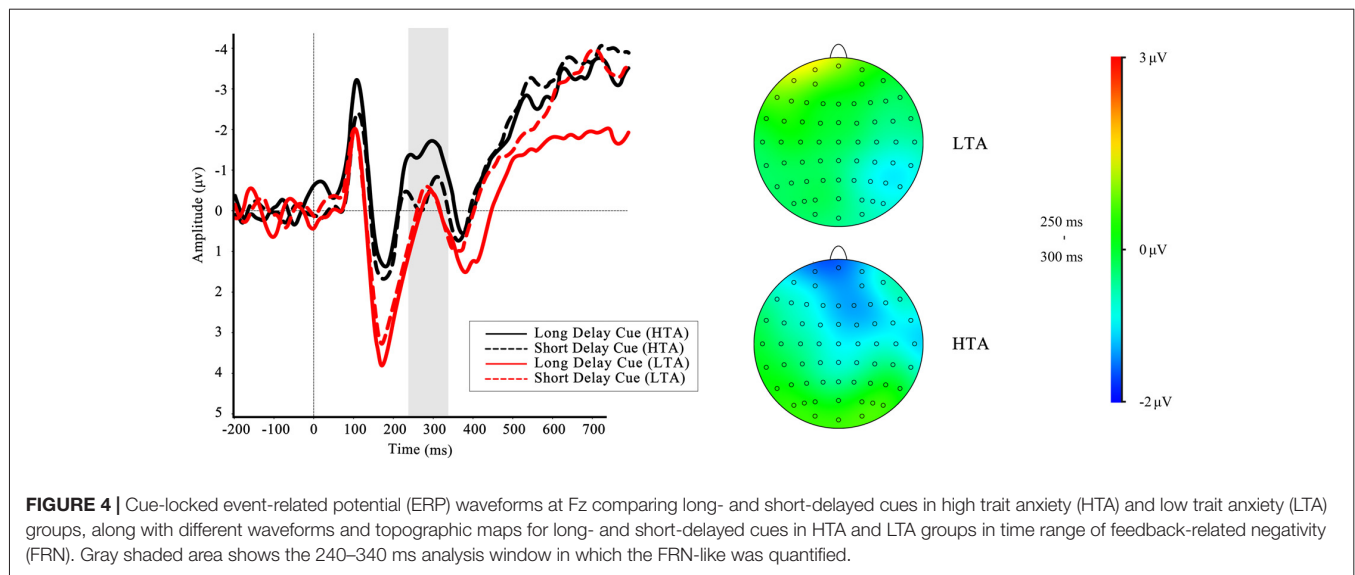 -4
-3
-2
-1
0
1
2
3
4
5
Amplitude (μv)
-200 -100 0 100 200 300 400 500 600 700
Time (ms)
Long Delay Cue (HTA)
Short Delay Cue (HTA)
Long Delay Cue (LTA)
Short Delay Cue (LTA)
LTA
HTA
250 ms
-
300 ms
3 μV
0 μV
-2 μV
FIGURE 4 | Cue-locked event-related potential (ERP) waveforms at Fz comparing long- and short-delayed cues in high trait anxiety (HTA) and low trait anxiety (LTA)
groups, along with different waveforms and topographic maps for long- and short-delayed cues in HTA and LTA groups in time range of feedback-related negativity
(FRN). Gray shaded area shows the 240–340 ms analysis window in which the FRN-like was quantified.